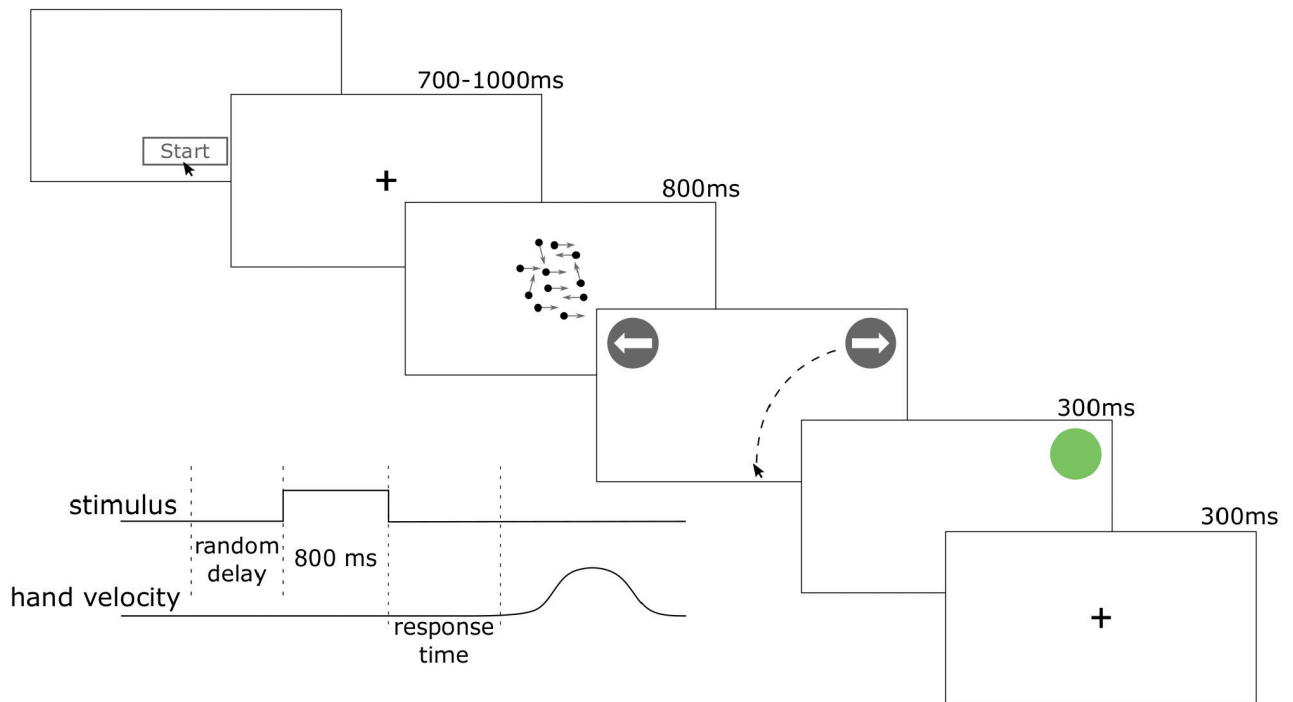 700-1000ms
Start
800ms
300ms
300ms
stimulus
random
delay
800 ms
hand velocity
response
time